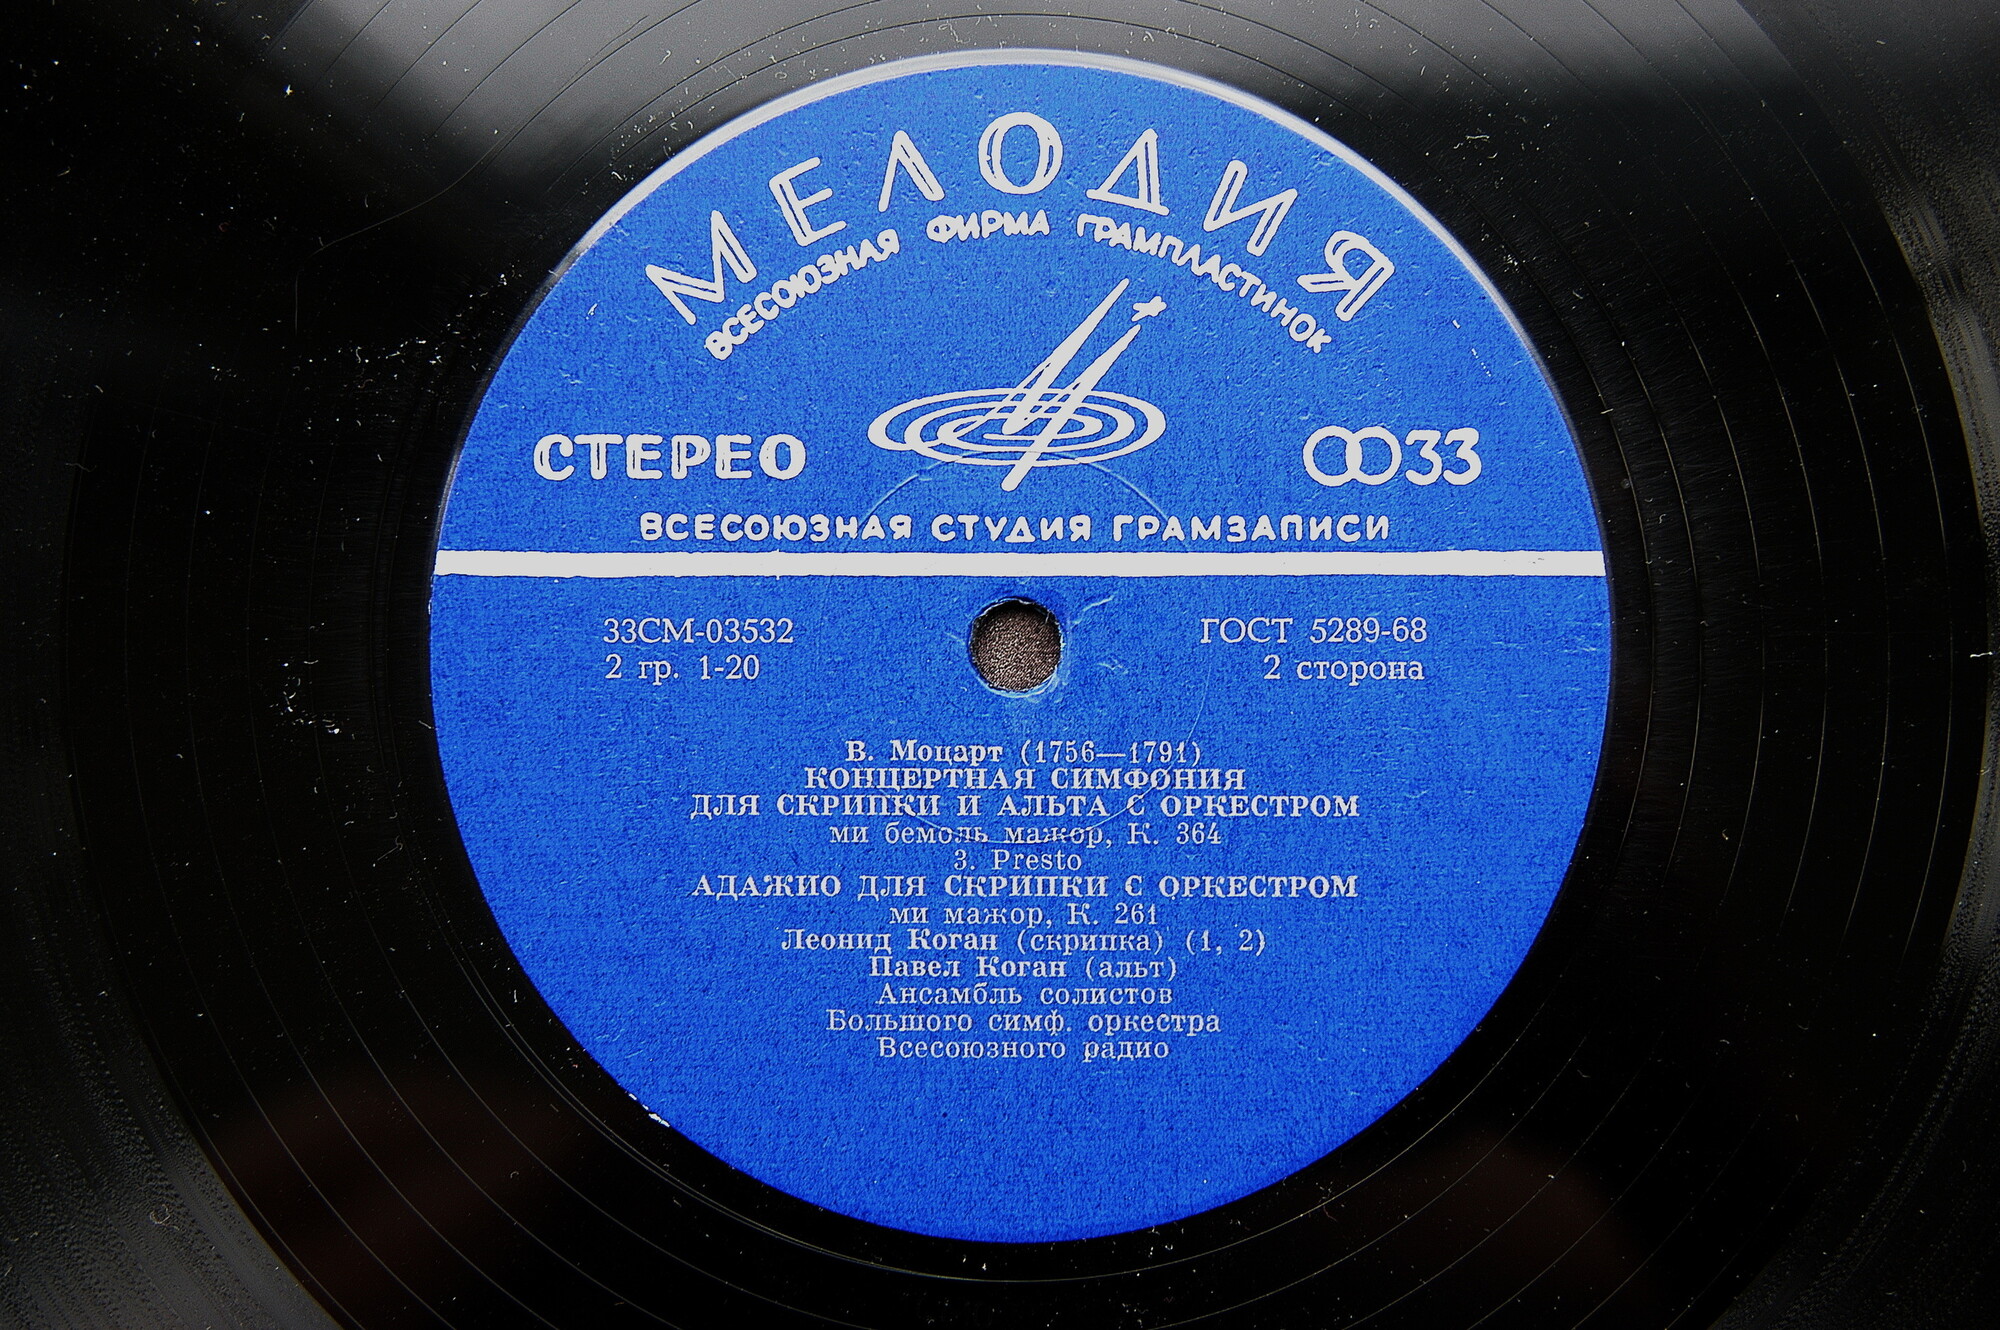 МЕЛОДИЯ
ВСЕСОЮЗНАЯ ФИРМА ГРАМПЛАСТИНОК
СТЕРЕО
33
ВСЕСОЮЗНАЯ СТУДИЯ ГРАМЗАПИСИ
33СМ-03532 ГОСТ 5289-68
2 гр. 1-20 2 сторона
В. Моцарт (1756—1791)
КОНЦЕРТНАЯ СИМФОНИЯ
ДЛЯ СКРИПКИ И АЛЬТА С ОРКЕСТРОМ
ми бемоль мажор, К. 364
3. Presto
АДАЖИО ДЛЯ СКРИПКИ С ОРКЕСТРОМ
ми мажор, К. 261
Леонид Коган (скрипка) (1, 2)
Павел Коган (альт)
Ансамбль солистов
Большого симф. оркестра
Всесоюзного радио